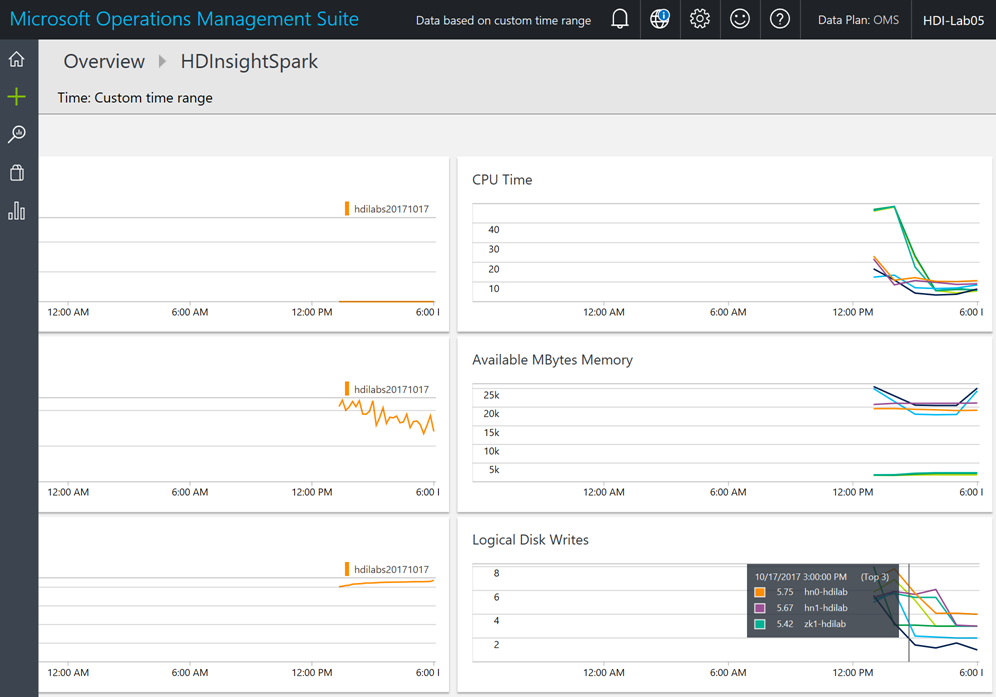 Microsoft Operations Management Suite
Data based on custom time range
Data Plan: OMS
HDI-Lab05
Overview
HDInsightSpark
Time: Custom time range
hdilabs20171017
12:00 AM 6:00 AM 12:00 PM 6:00 I
CPU Time
40
30
20
10
12:00 AM 6:00 AM 12:00 PM 6:00 I
hdilabs20171017
12:00 AM 6:00 AM 12:00 PM 6:00 I
Available MBytes Memory
25k
20k
15k
10k
5k
12:00 AM 6:00 AM 12:00 PM 6:00 I
hdilabs20171017
12:00 AM 6:00 AM 12:00 PM 6:00 I
Logical Disk Writes
8
6
4
2
10/17/2017 3:00:00 PM (Top 3)
5.75 hn0-hdilab
5.67 hn1-hdilab
5.42 zk1-hdilab
12:00 AM 6:00 AM 12:00 PM 6:00 I